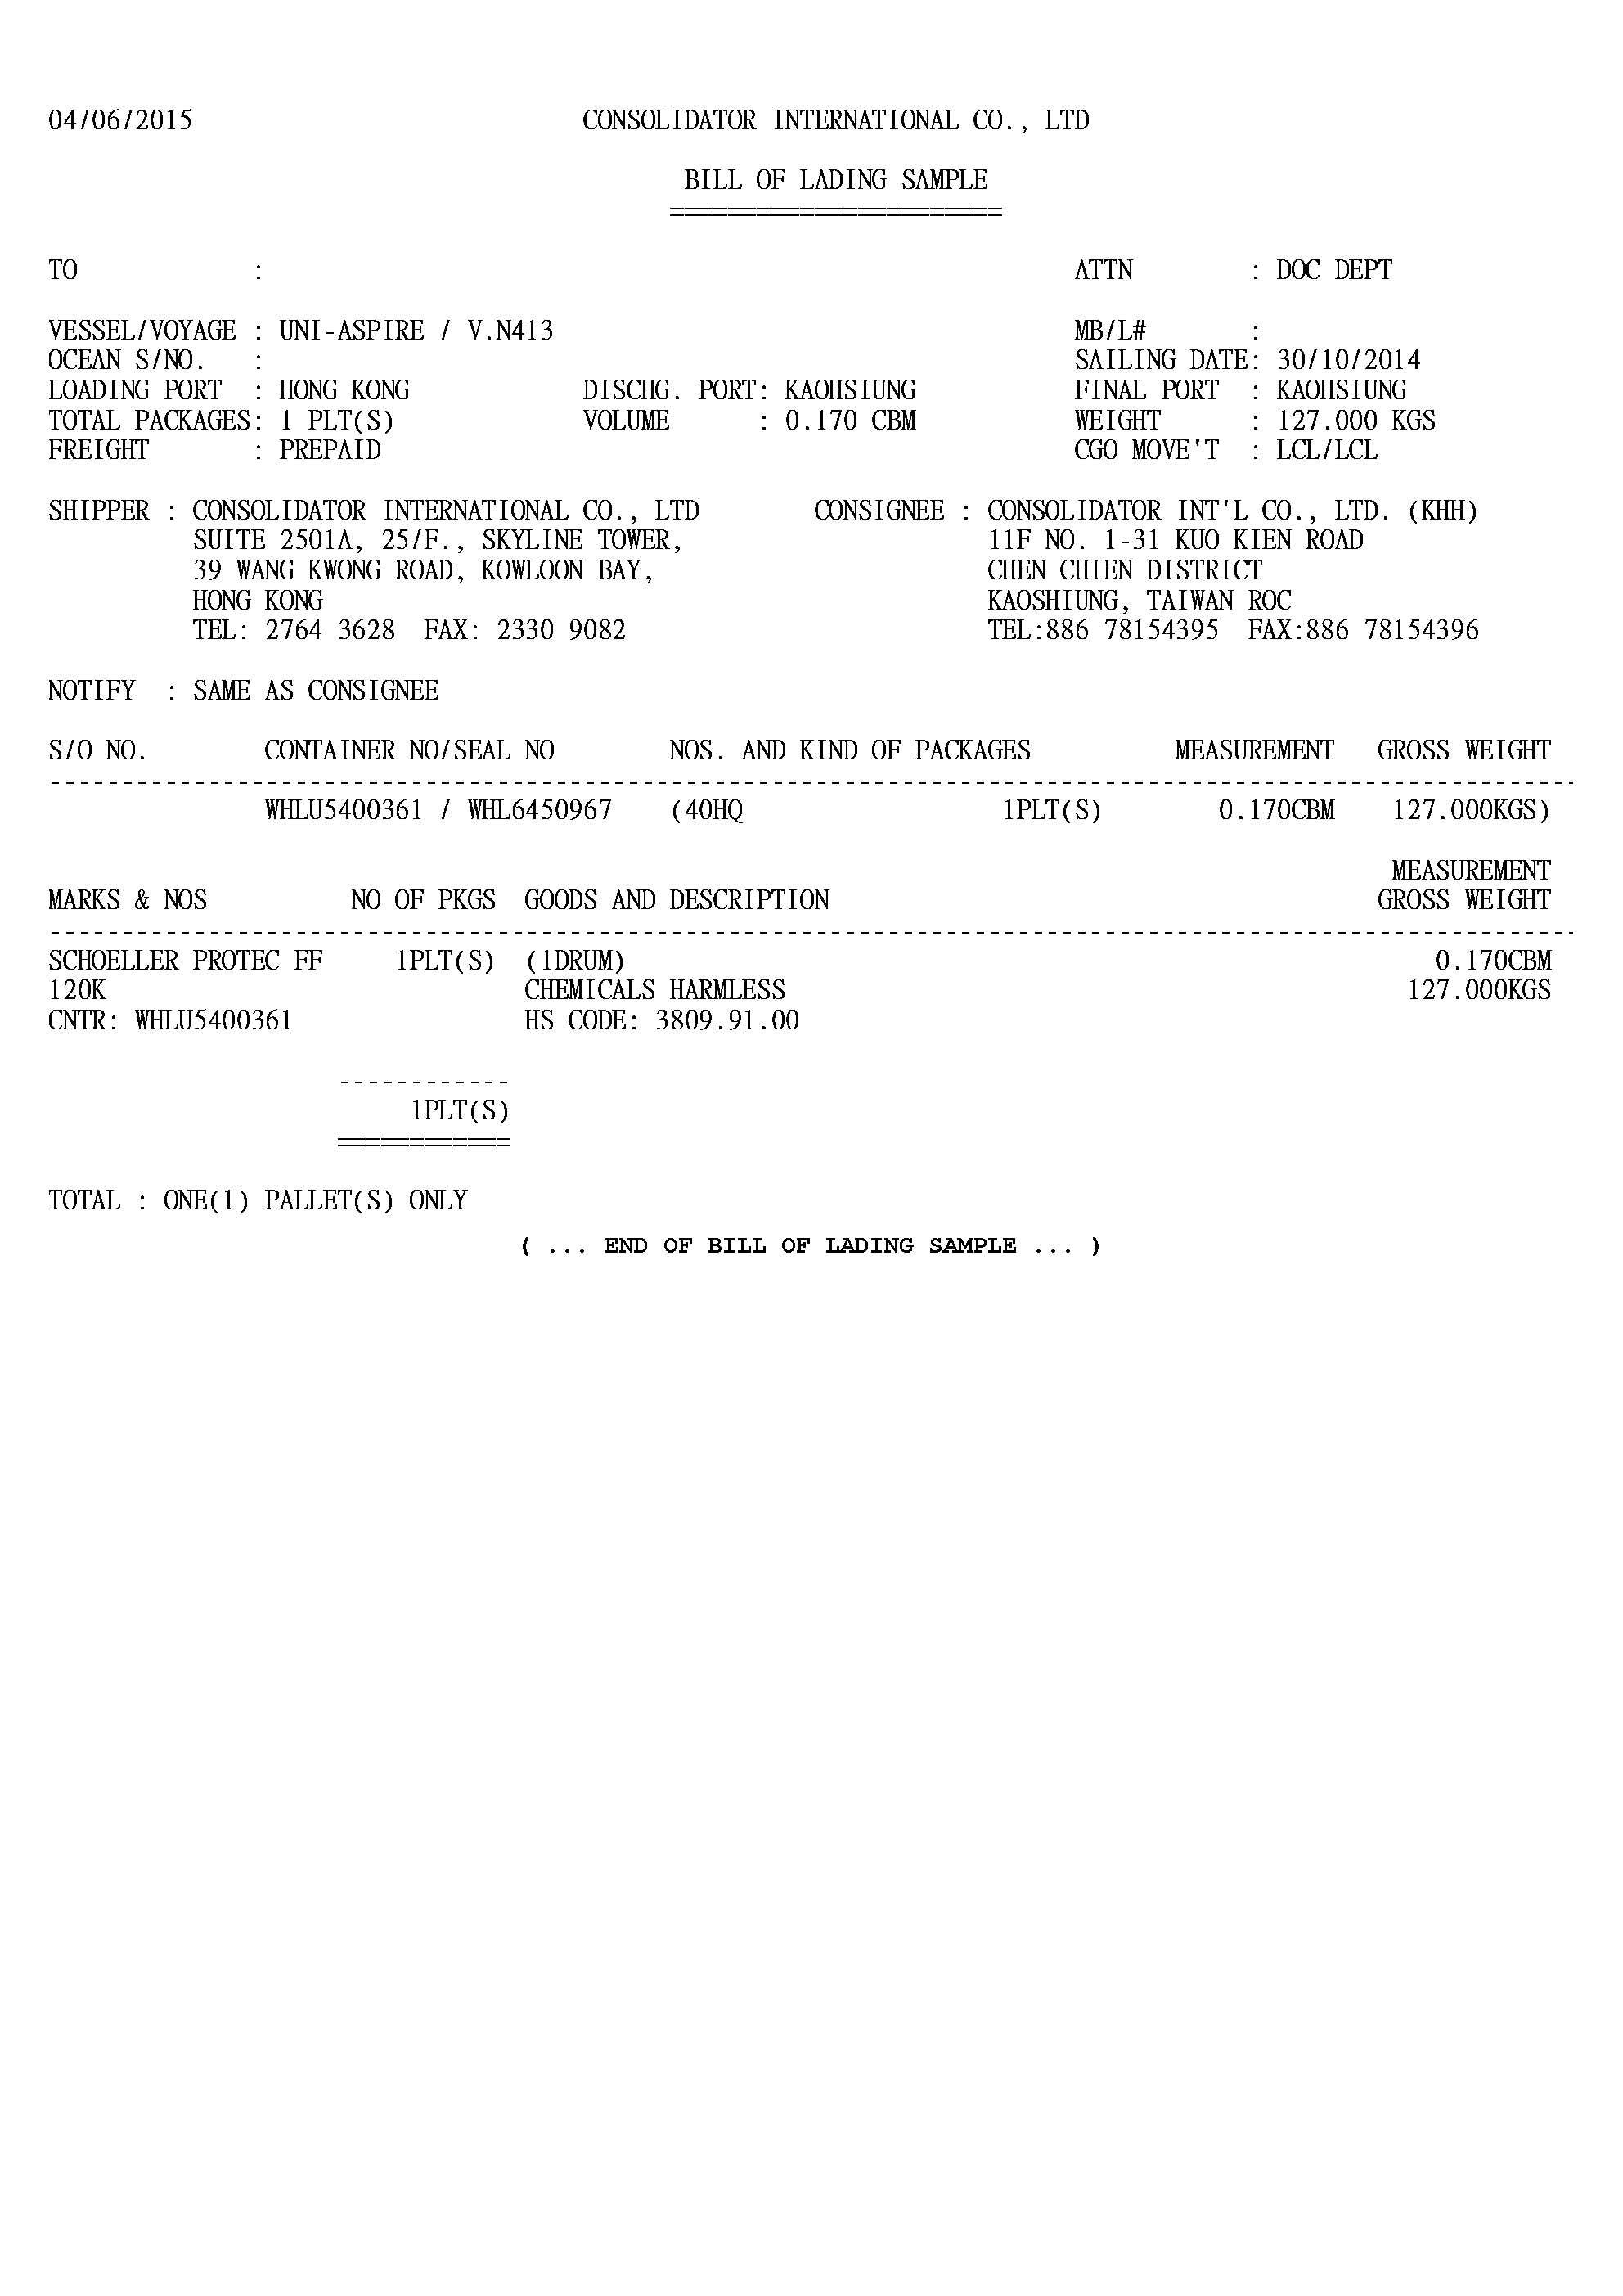 04/06/2015 CONSOLIDATOR INTERNATIONAL CO., LTD
BILL OF LADING SAMPLE
=======================
TO : ATTN : DOC DEPT
VESSEL/VOYAGE : UNI-ASPIRE / V.N413 MB/L# :
OCEAN S/NO. : SAILING DATE: 30/10/2014
LOADING PORT : HONG KONG DISCHG. PORT: KAOHSIUNG FINAL PORT : KAOHSIUNG
TOTAL PACKAGES: 1 PLT(S) VOLUME : 0.170 CBM WEIGHT : 127.000 KGS
FREIGHT : PREPAID CGO MOVE'T : LCL/LCL
SHIPPER : CONSOLIDATOR INTERNATIONAL CO., LTD CONSIGNEE : CONSOLIDATOR INT'L CO., LTD. (KHH)
SUITE 2501A, 25/F., SKYLINE TOWER, 11F NO. 1-31 KUO KIEN ROAD
39 WANG KWONG ROAD, KOWLOON BAY, CHEN CHIEN DISTRICT
HONG KONG KAOSHIUNG, TAIWAN ROC
TEL: 2764 3628 FAX: 2330 9082 TEL:886 78154395 FAX:886 78154396
NOTIFY : SAME AS CONSIGNEE
S/O NO. CONTAINER NO/SEAL NO NOS. AND KIND OF PACKAGES MEASUREMENT GROSS WEIGHT
WHLU5400361 / WHL6450967 (40HQ 1PLT(S) 0.170CBM 127.000KGS)
MEASUREMENT
MARKS & NOS NO OF PKGS GOODS AND DESCRIPTION GROSS WEIGHT
SCHOELLER PROTEC FF 1PLT(S) (1DRUM) 0.170CBM
120K CHEMICALS HARMLESS 127.000KGS
CNTR: WHLU5400361 HS CODE: 3809.91.00
------------
1PLT(S)
============
TOTAL : ONE(1) PALLET(S) ONLY
( ... END OF BILL OF LADING SAMPLE ... )